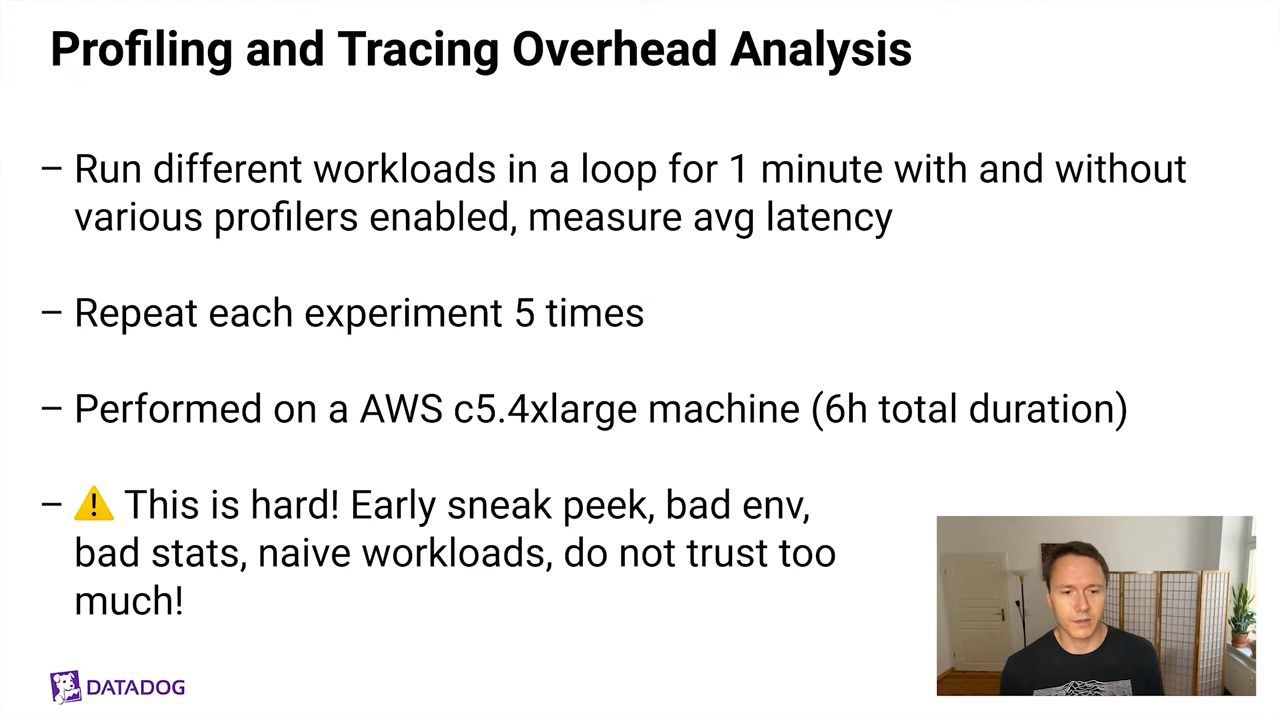 Profiling and Tracing Overhead Analysis
– Run different workloads in a loop for 1 minute with and without
various profilers enabled, measure avg latency
– Repeat each experiment 5 times
– Performed on a AWS c5.4xlarge machine (6h total duration)
– ⚠️ This is hard! Early sneak peek, bad env,
bad stats, naive workloads, do not trust too
much!
DATADOG